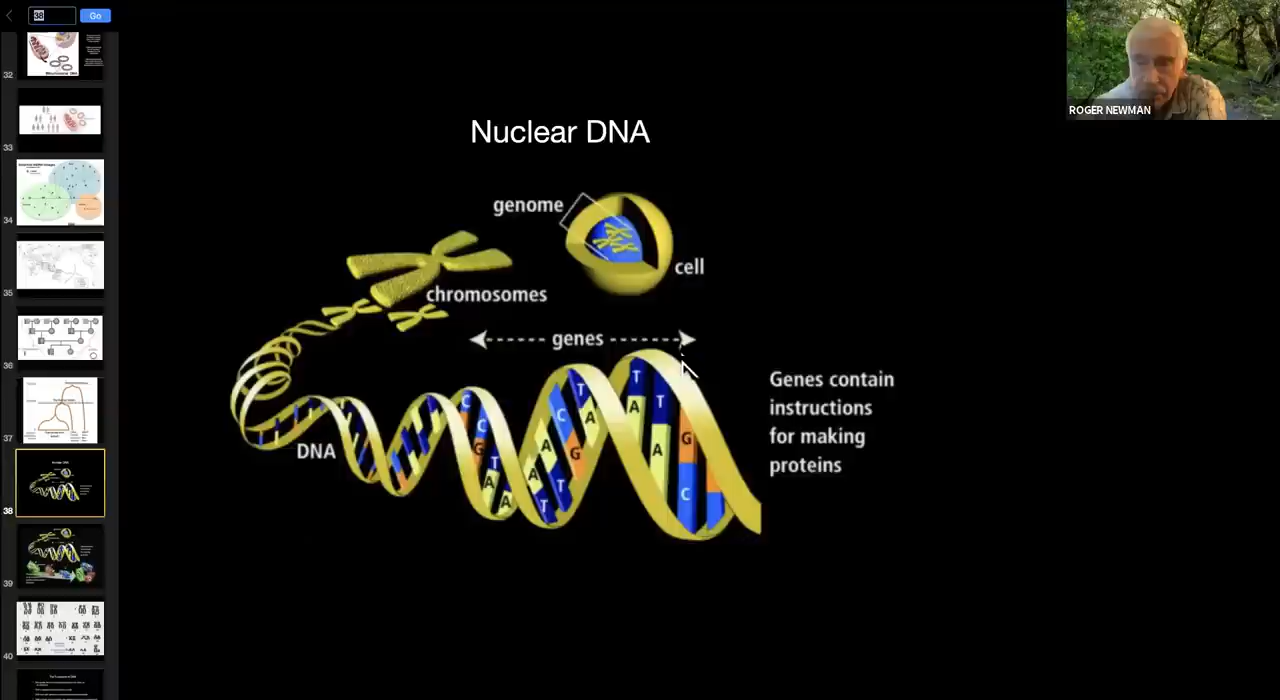 38
Go
ROGER NEWMAN
Nuclear DNA
genome
cell
chromosomes
genes
Genes contain
instructions
for making
proteins
DNA
C
C
G
T
A
A
T
C
A
A
G
A
T
T
T
A
T
A
G
C
32
33
34
35
36
37
38
39
40